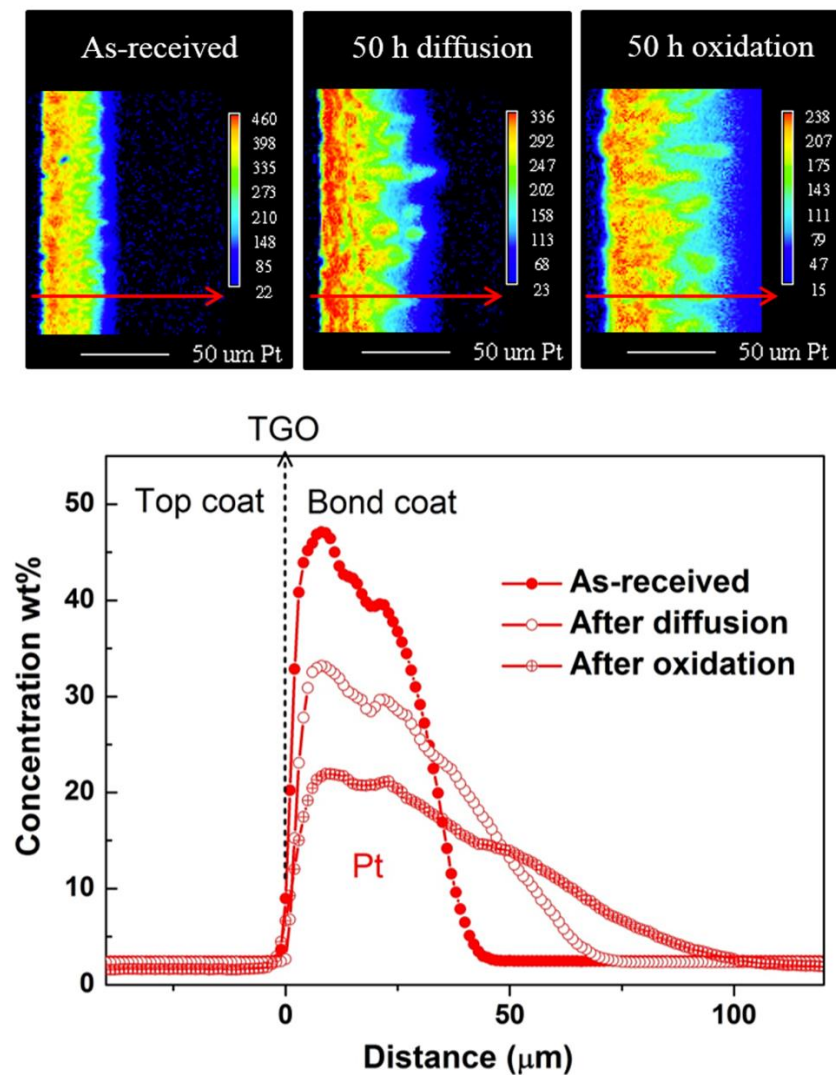 As-received
460
398
335
273
210
148
85
22
50 um Pt
50 h diffusion
336
292
247
202
158
113
68
23
50 um Pt
50 h oxidation
238
207
175
143
111
79
47
15
50 um Pt
TGO
Top coat
Bond coat
As-received
After diffusion
After oxidation
Pt
Concentration wt%
50
40
30
20
10
0
0
50
100
Distance (μm)